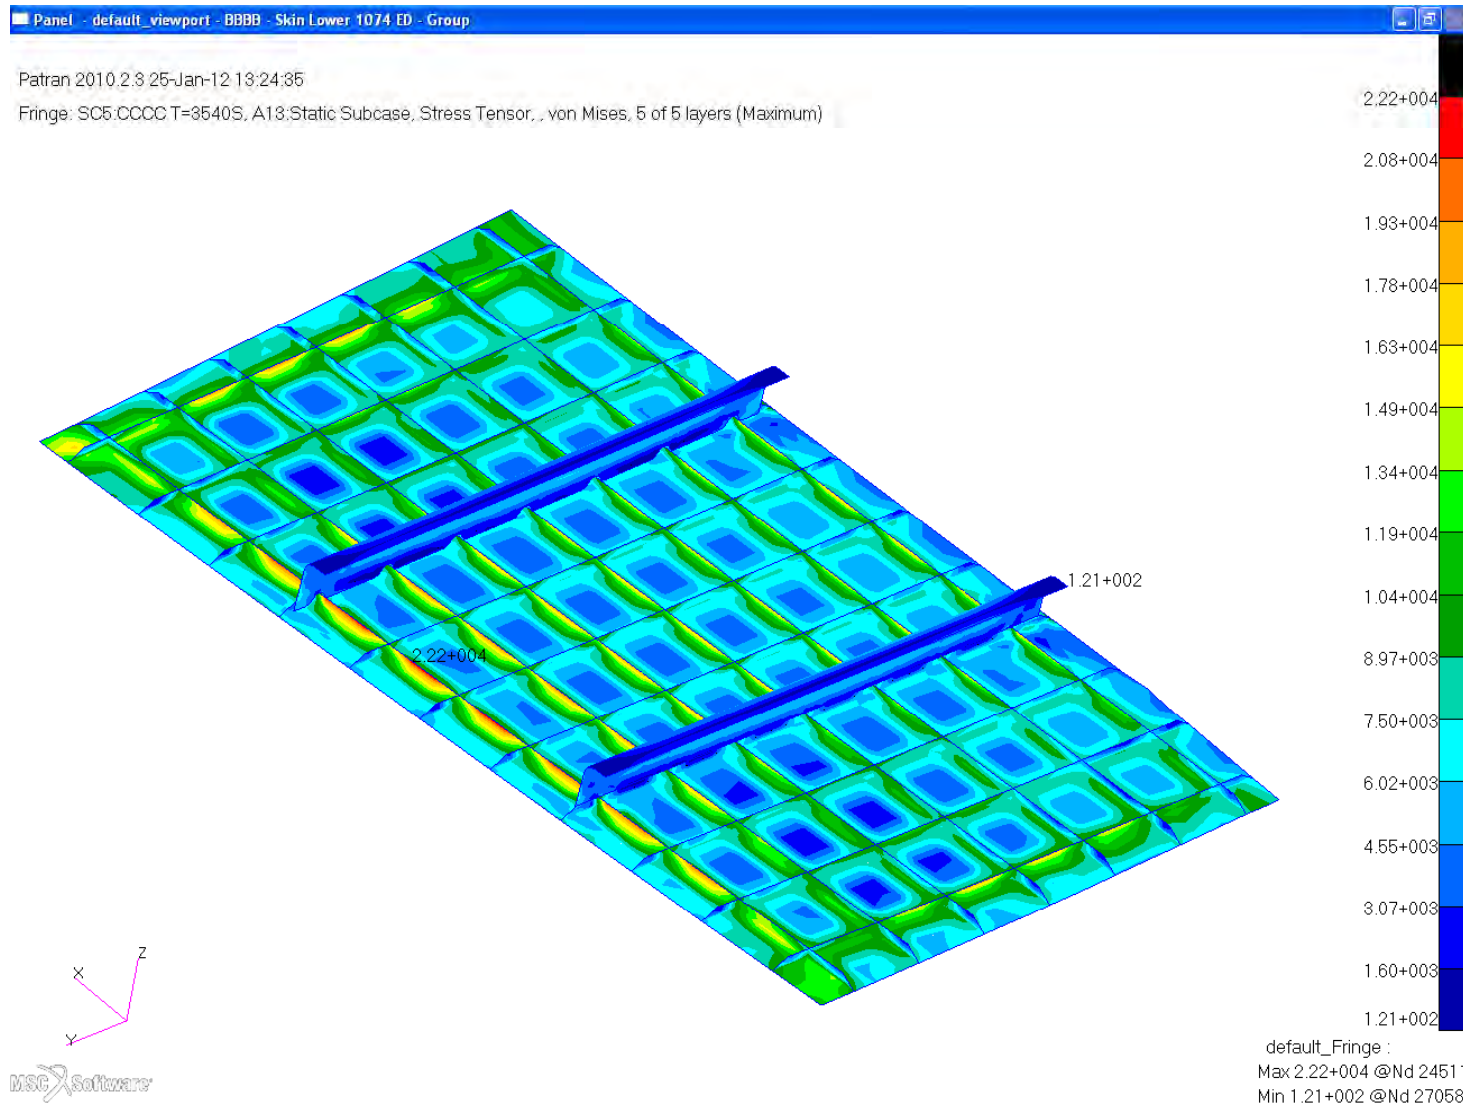 Panel - default_viewport - BBBB - Skin Lower 1074 ED - Group
Patran 2010.2.3 25-Jan-12 13:24:35
Fringe: SC5:CCCC T=3540S, A13:Static Subcase, Stress Tensor, , von Mises, 5 of 5 layers (Maximum)
2.22+004
2.08+004
1.93+004
1.78+004
1.63+004
1.49+004
1.34+004
1.19+004
1.04+004
8.97+003
7.50+003
6.02+003
4.55+003
3.07+003
1.60+003
1.21+002
1.21+002
2.22+004
Z
X
Y
MSC Software
default_Fringe :
Max 2.22+004 @Nd 24511
Min 1.21+002 @Nd 27058